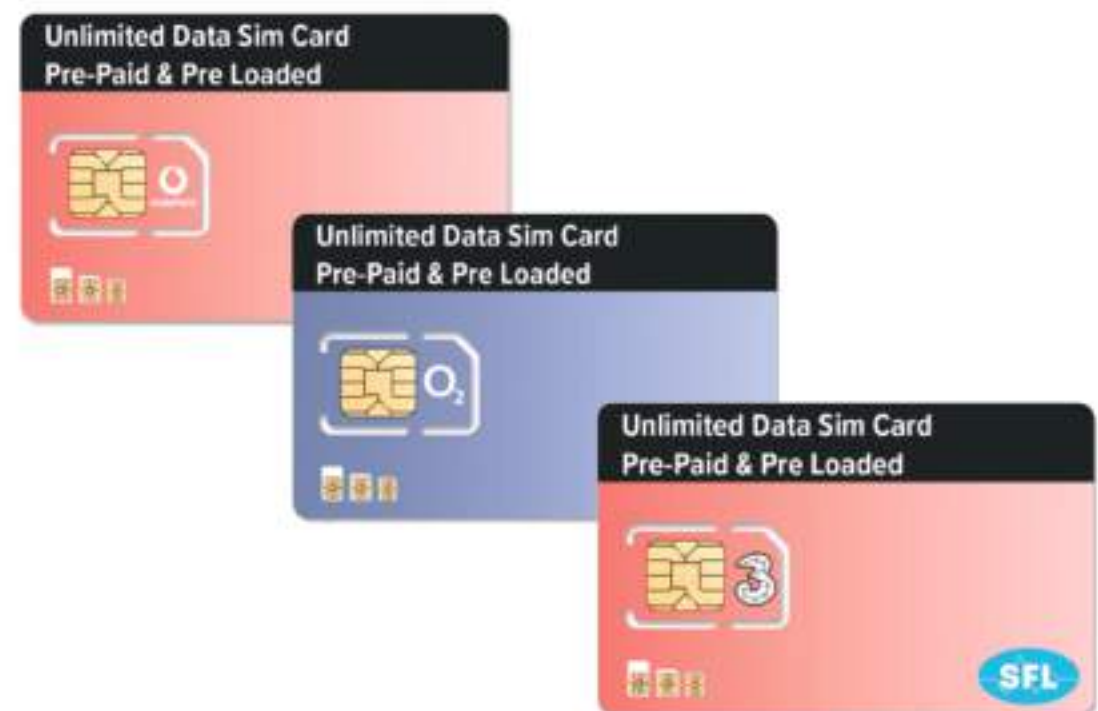 Unlimited Data Sim Card
Pre-Paid & Pre Loaded
Unlimited Data Sim Card
Pre-Paid & Pre Loaded
O2
Unlimited Data Sim Card
Pre-Paid & Pre Loaded
3
SFL